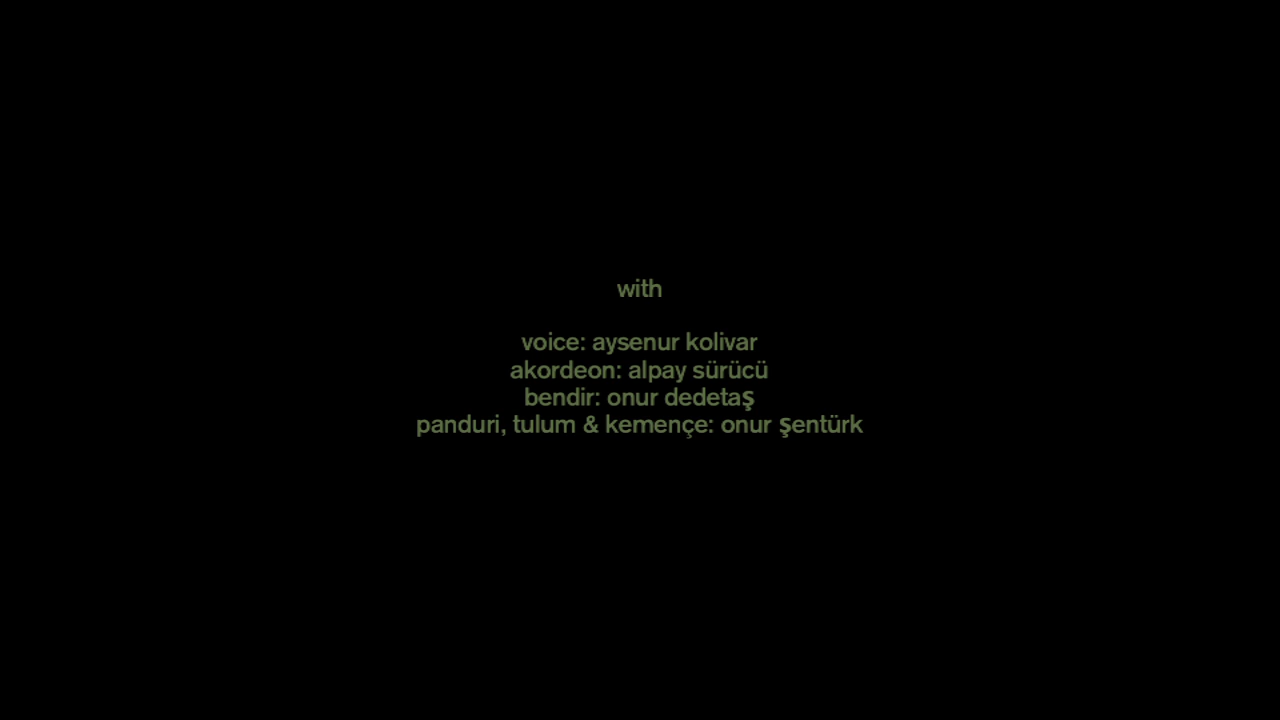 with
voice: aysenur kolivar
akordeon: alpay sürücü
bendir: onur dedetaş
panduri, tulum & kemençe: onur şentürk